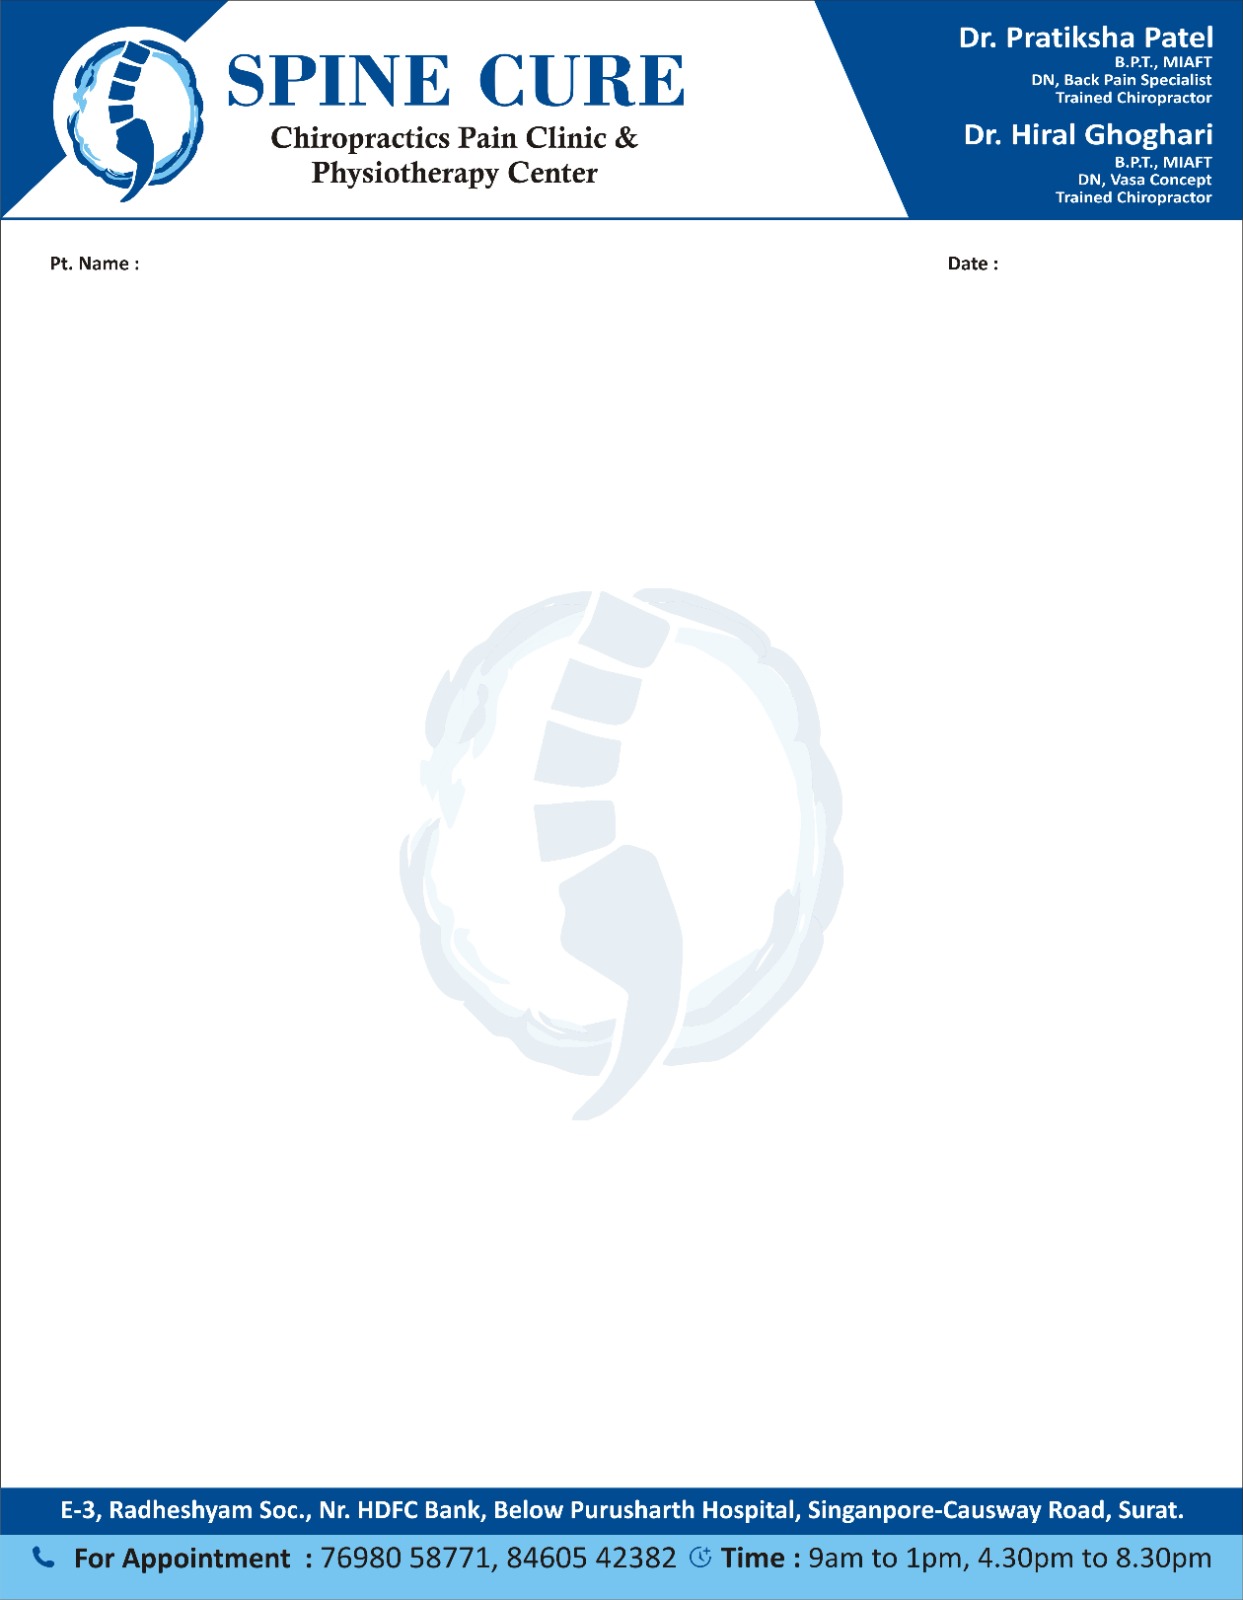 SPINE CURE
Chiropractics Pain Clinic &
Physiotherapy Center
Dr. Pratiksha Patel
B.P.T., MIAFT
DN, Back Pain Specialist
Trained Chiropractor
Dr. Hiral Ghoghari
B.P.T., MIAFT
DN, Vasa Concept
Trained Chiropractor
Pt. Name :
Date :
E-3, Radheshyam Soc., Nr. HDFC Bank, Below Purusharth Hospital, Singanpore-Causway Road, Surat.
For Appointment : 76980 58771, 84605 42382 Time : 9am to 1pm, 4.30pm to 8.30pm